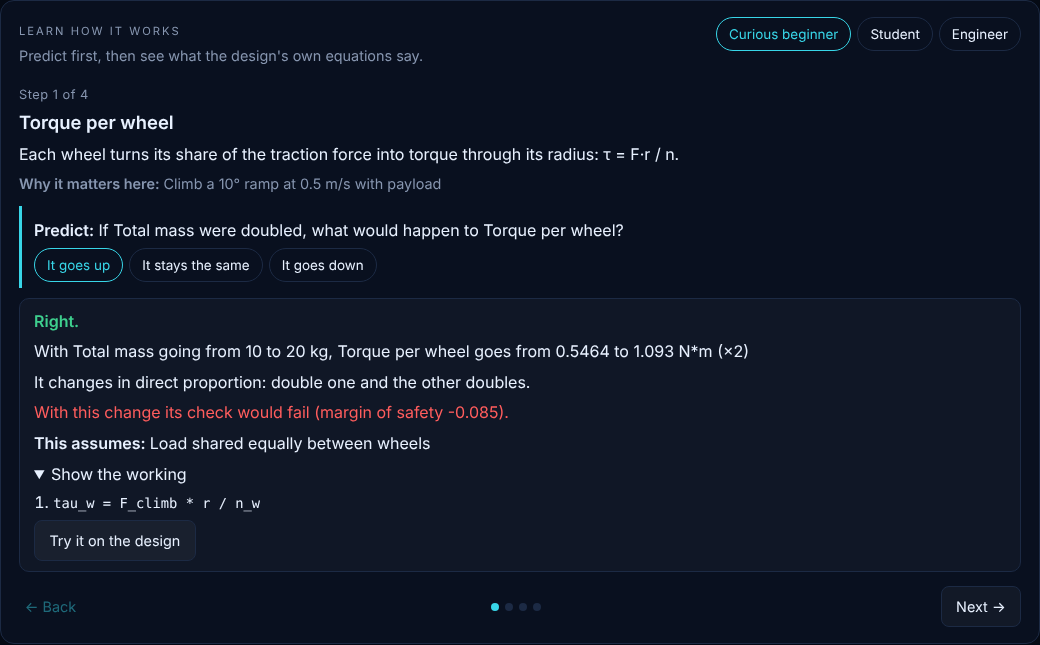 LEARN HOW IT WORKS
Predict first, then see what the design's own equations say.
Curious beginner
Student
Engineer
Step 1 of 4
Torque per wheel
Each wheel turns its share of the traction force into torque through its radius: τ = F·r / n.
Why it matters here: Climb a 10° ramp at 0.5 m/s with payload
Predict: If Total mass were doubled, what would happen to Torque per wheel?
It goes up
It stays the same
It goes down
Right.
With Total mass going from 10 to 20 kg, Torque per wheel goes from 0.5464 to 1.093 N*m (×2)
It changes in direct proportion: double one and the other doubles.
With this change its check would fail (margin of safety -0.085).
This assumes: Load shared equally between wheels
▼ Show the working
1. tau_w = F_climb * r / n_w
Try it on the design
← Back
Next →